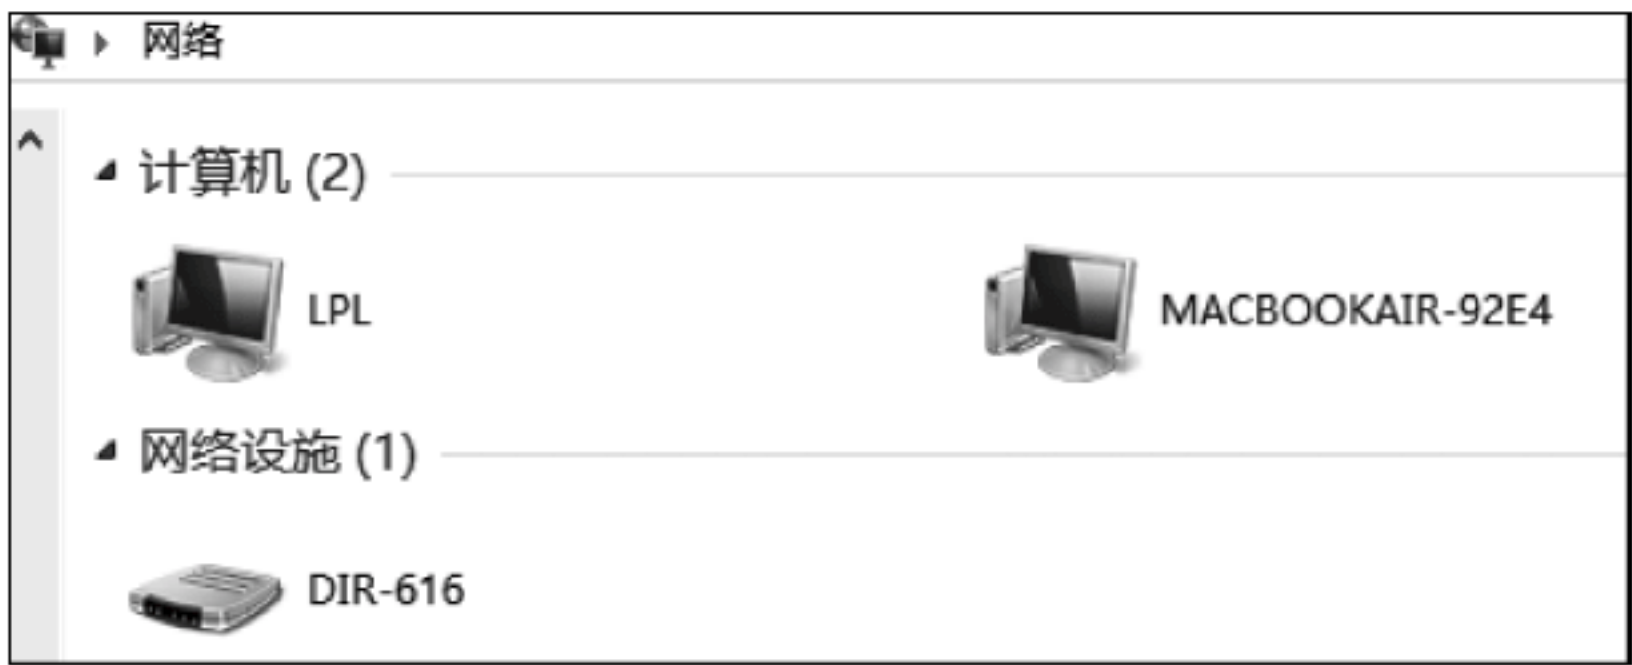 网络
计算机 (2)
LPL
MACBOOKAIR-92E4
网络设施 (1)
DIR-616